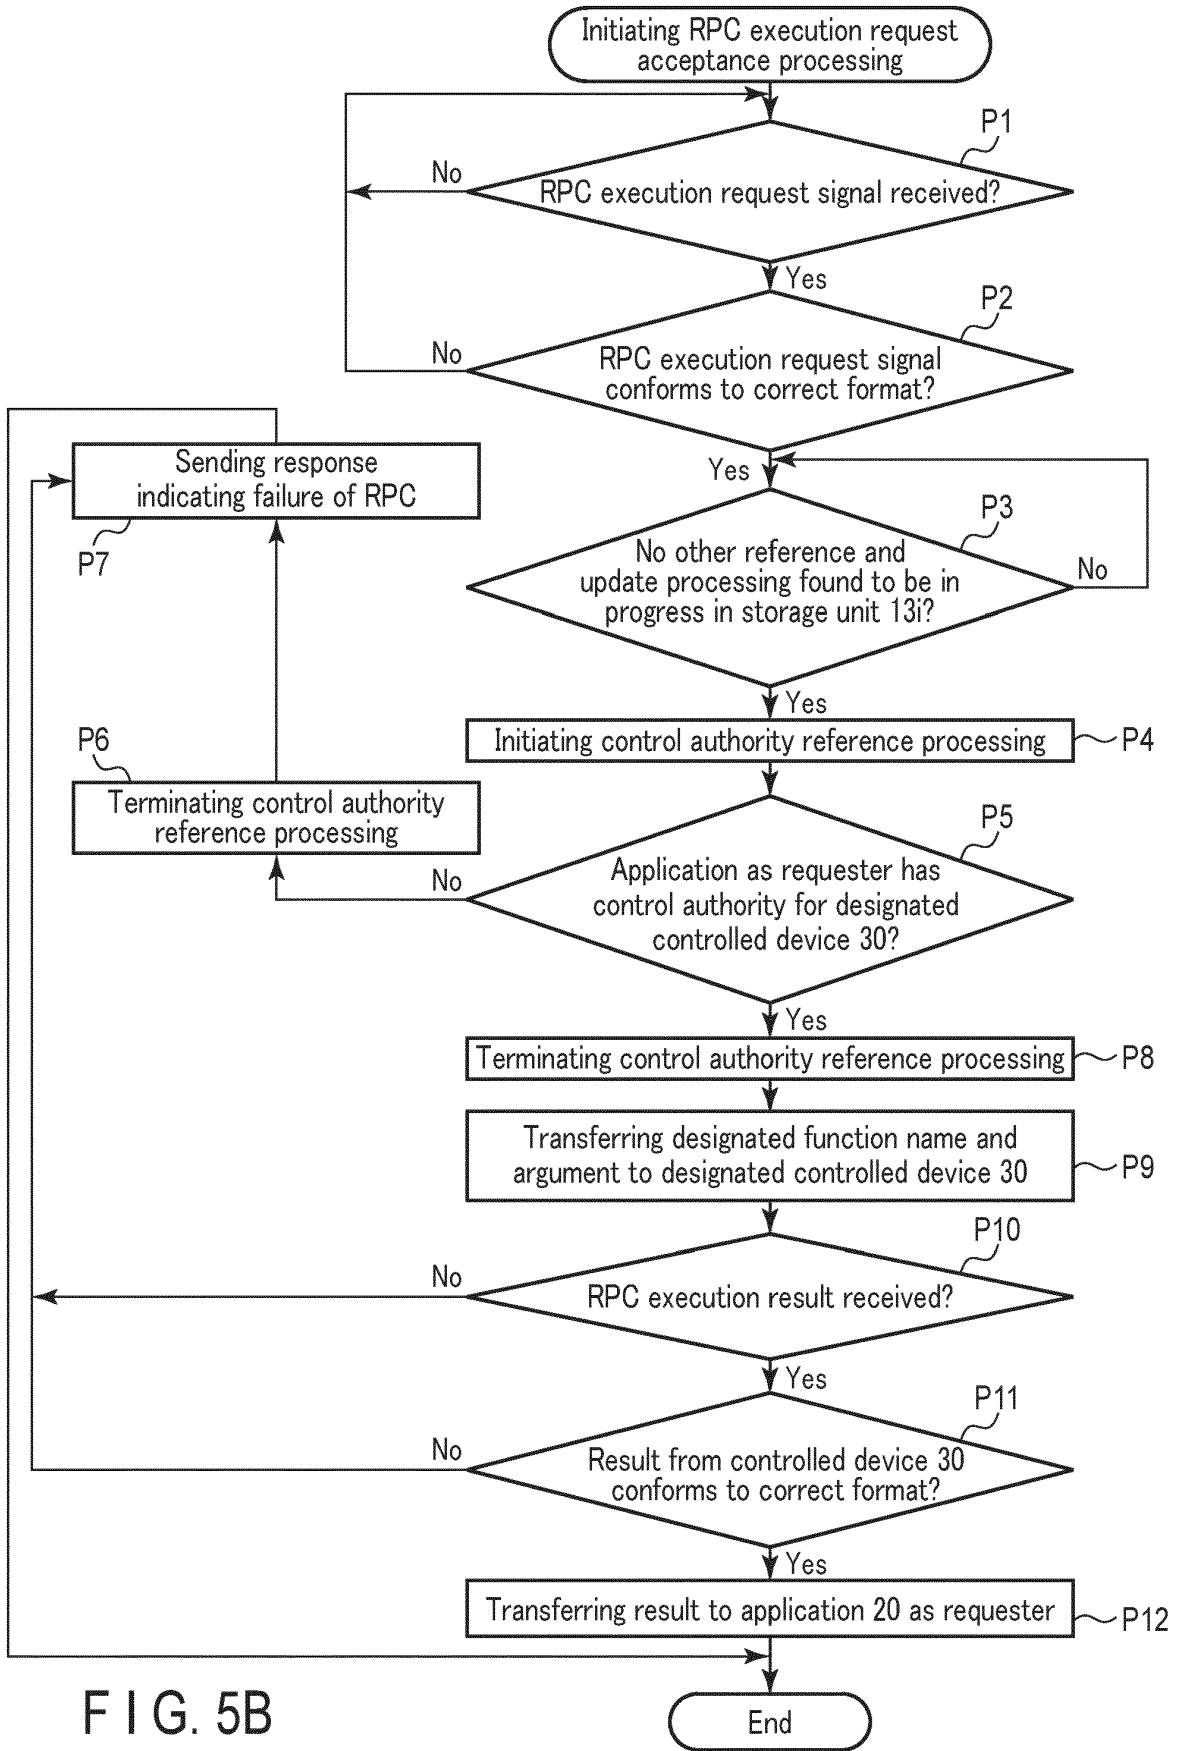 Initiating RPC execution request
acceptance processing
P1
No
RPC execution request signal received?
Yes
P2
No
RPC execution request signal
conforms to correct format?
Yes
Sending response
indicating failure of RPC
P7
P3
No other reference and
update processing found to be in
progress in storage unit 13i?
No
Yes
Initiating control authority reference processing
P4
P6
Terminating control authority
reference processing
P5
No
Application as requester has
control authority for designated
controlled device 30?
Yes
Terminating control authority reference processing
P8
Transferring designated function name and
argument to designated controlled device 30
P9
P10
No
RPC execution result received?
Yes
P11
No
Result from controlled device 30
conforms to correct format?
Yes
Transferring result to application 20 as requester
P12
F I G. 5B
End